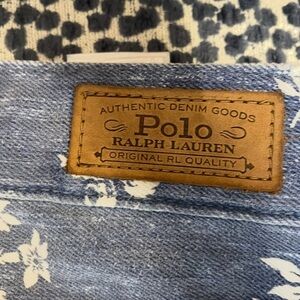 AUTHENTIC DENIM GOODS
Polo
RALPH LAUREN
ORIGINAL RL QUALITY